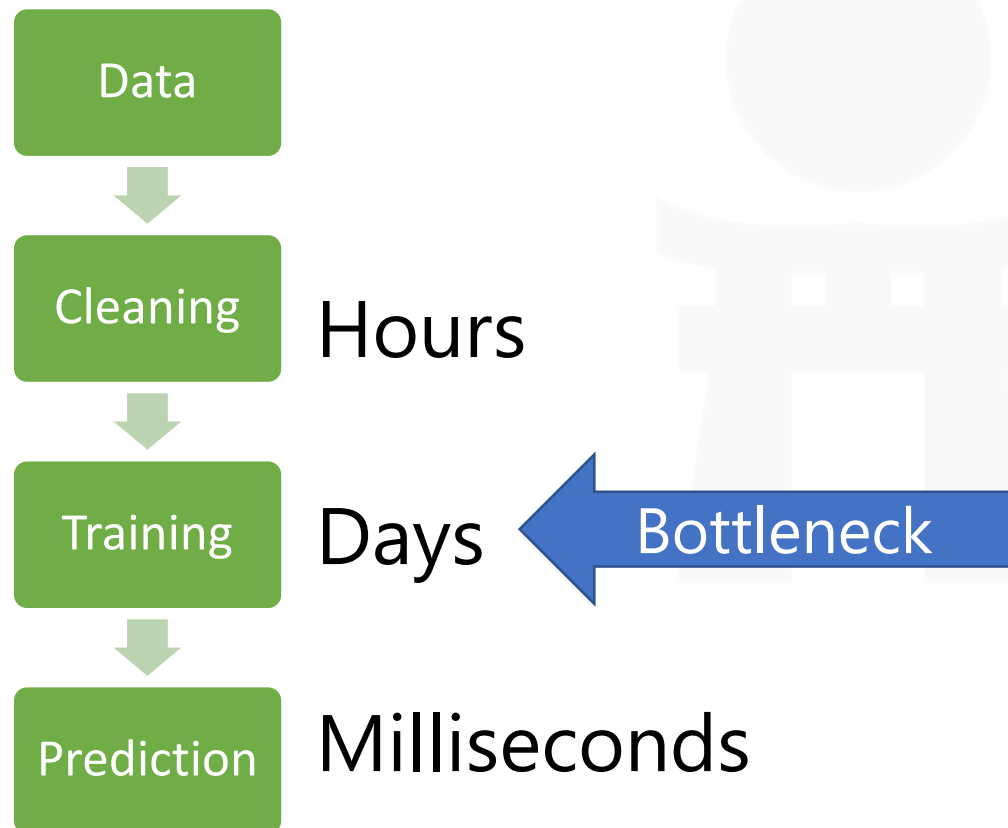 Data
Cleaning
Hours
Training
Days
Bottleneck
Prediction
Milliseconds